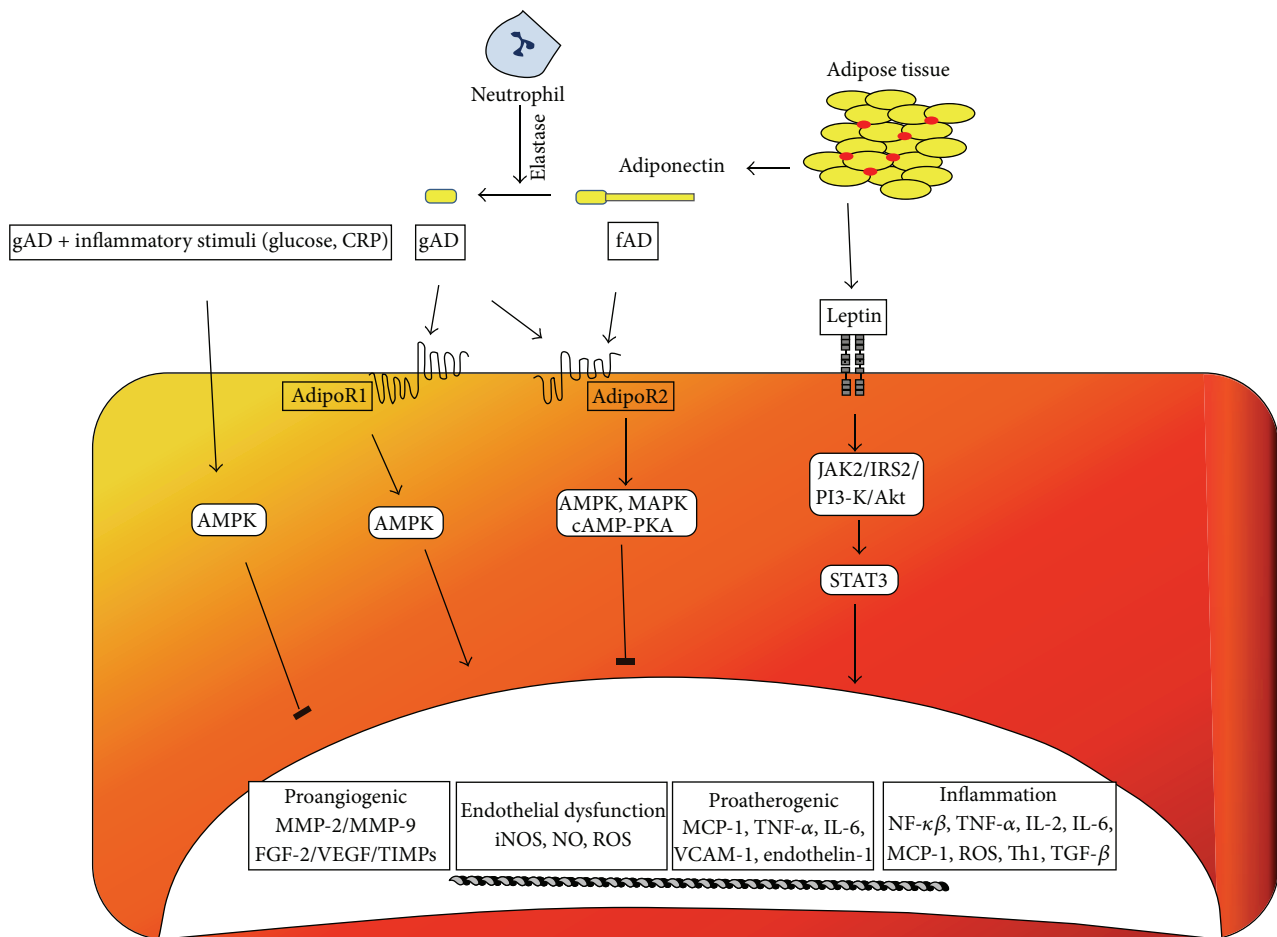 Neutrophil
Elastase
Adipose tissue
Adiponectin
gAD + inflammatory stimuli (glucose, CRP)
gAD
fAD
Leptin
AdipoR1
AdipoR2
JAK2/IRS2/
PI3-K/Akt
AMPK
AMPK
AMPK, MAPK
cAMP-PKA
STAT3
Proangiogenic
MMP-2/MMP-9
FGF-2/VEGF/TIMPs
Endothelial dysfunction
iNOS, NO, ROS
Proatherogenic
MCP-1, TNF-α, IL-6,
VCAM-1, endothelin-1
Inflammation
NF-κβ, TNF-α, IL-2, IL-6,
MCP-1, ROS, Th1, TGF-β